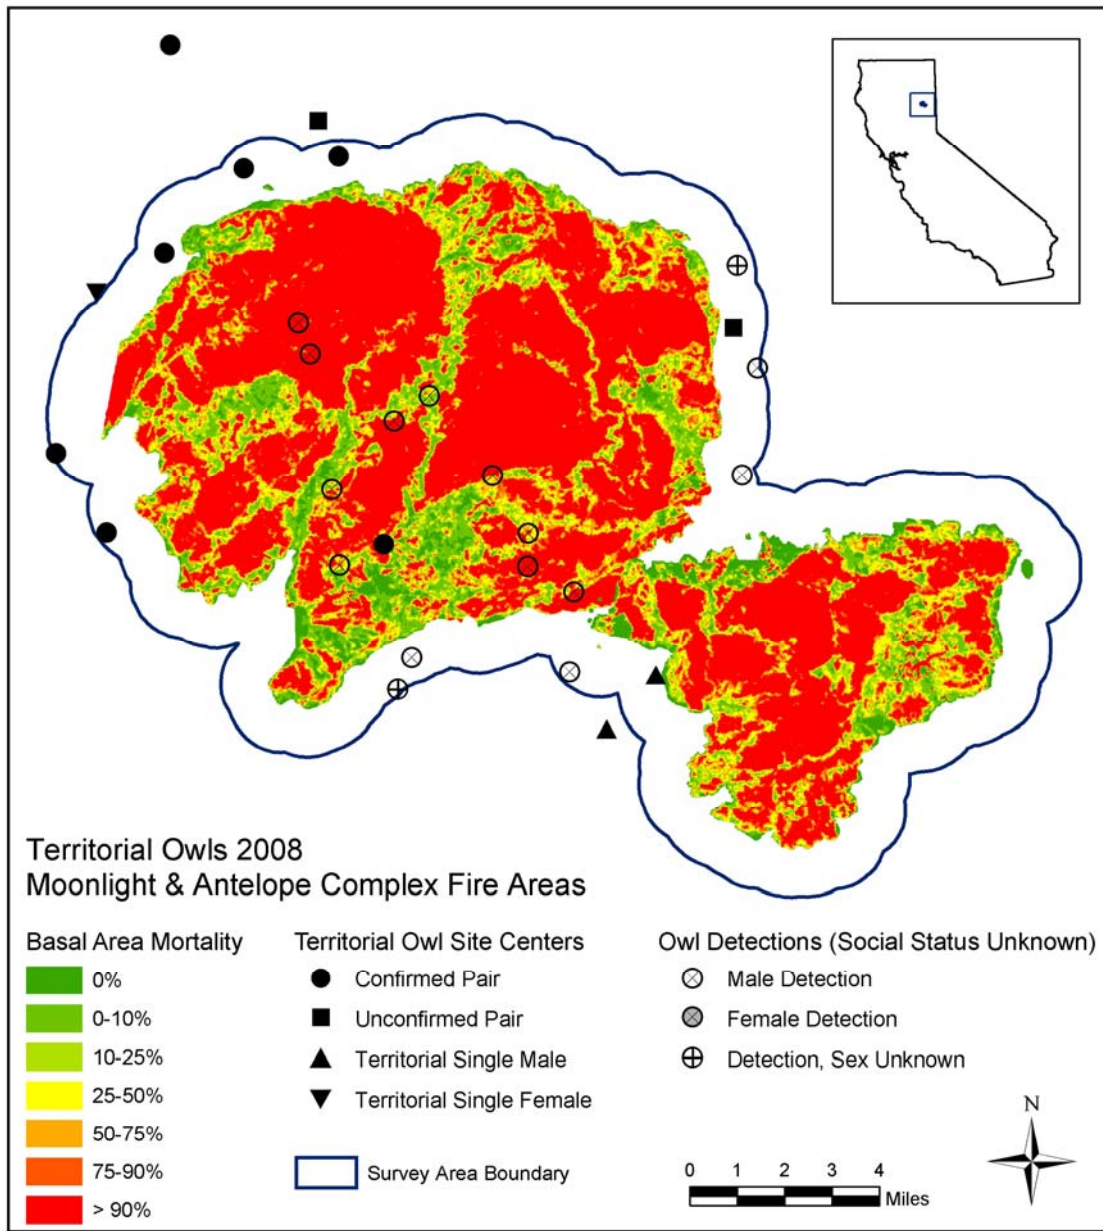 Territorial Owls 2008
Moonlight & Antelope Complex Fire Areas
Basal Area Mortality
0%
0-10%
10-25%
25-50%
50-75%
75-90%
> 90%
Territorial Owl Site Centers
Confirmed Pair
Unconfirmed Pair
Territorial Single Male
Territorial Single Female
Survey Area Boundary
Owl Detections (Social Status Unknown)
Male Detection
Female Detection
Detection, Sex Unknown
N
0 1 2 3 4
Miles